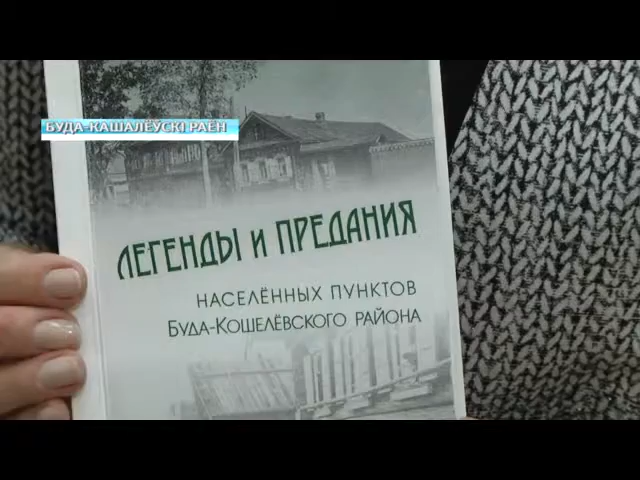 БУДА-КАШАЛЁЎСКІ РАЁН
ЛЕГЕНДЫ И ПРЕДАНИЯ
НАСЕЛЁННЫХ ПУНКТОВ
БУДА-КОШЕЛЁВСКОГО РАЙОНА